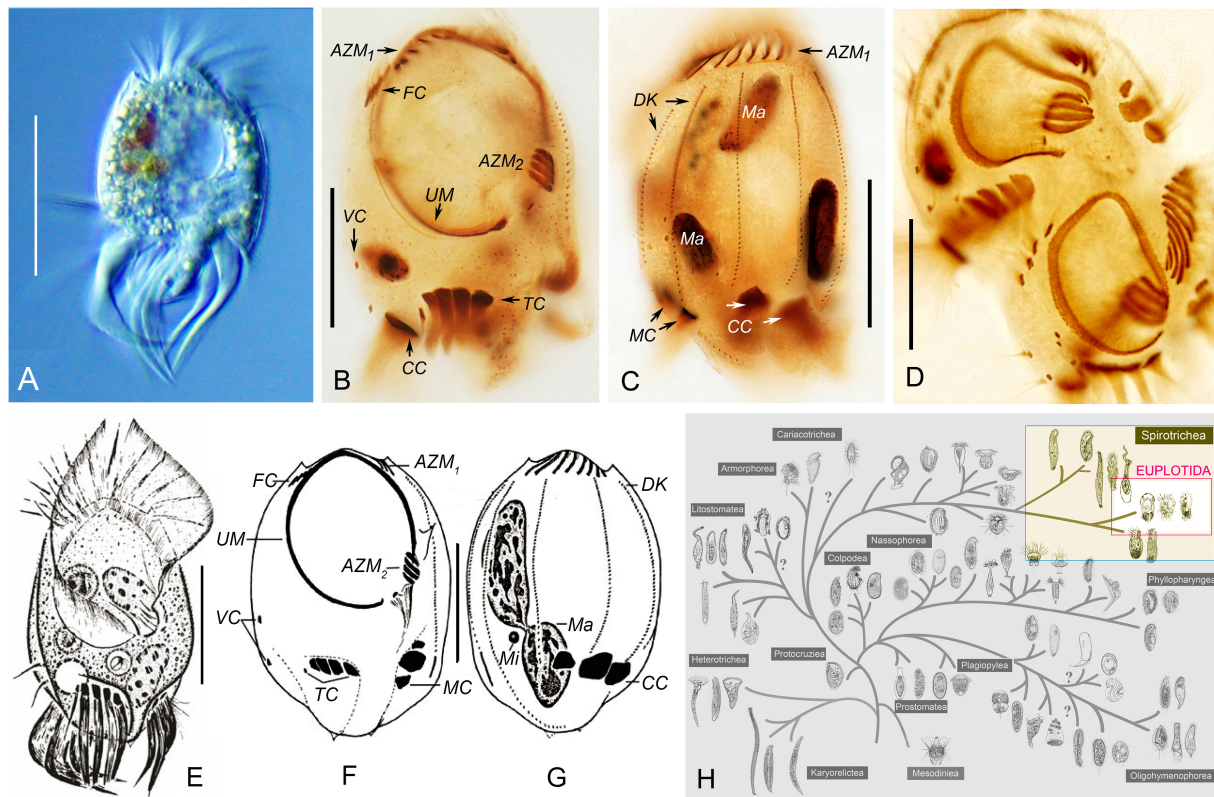 A
AZM1
FC
AZM2
UM
VC
TC
CC
B
AZM1
DK
Ma
Ma
MC
CC
C
D
E
FC
AZM1
UM
AZM2
VC
TC
MC
F
DK
Ma
Mi
CC
G
Cariacotrichea
Spirotrichea
EUPLOTIDA
Armorphorea
?
Litostomatea
?
Nassophorea
Colpodea
Phyllopharyngea
Heterotrichea
Protocruziea
Plagiopylea
?
Prostomatea
?
Karyorelictea
Mesodiniea
Oligohymenophorea
H